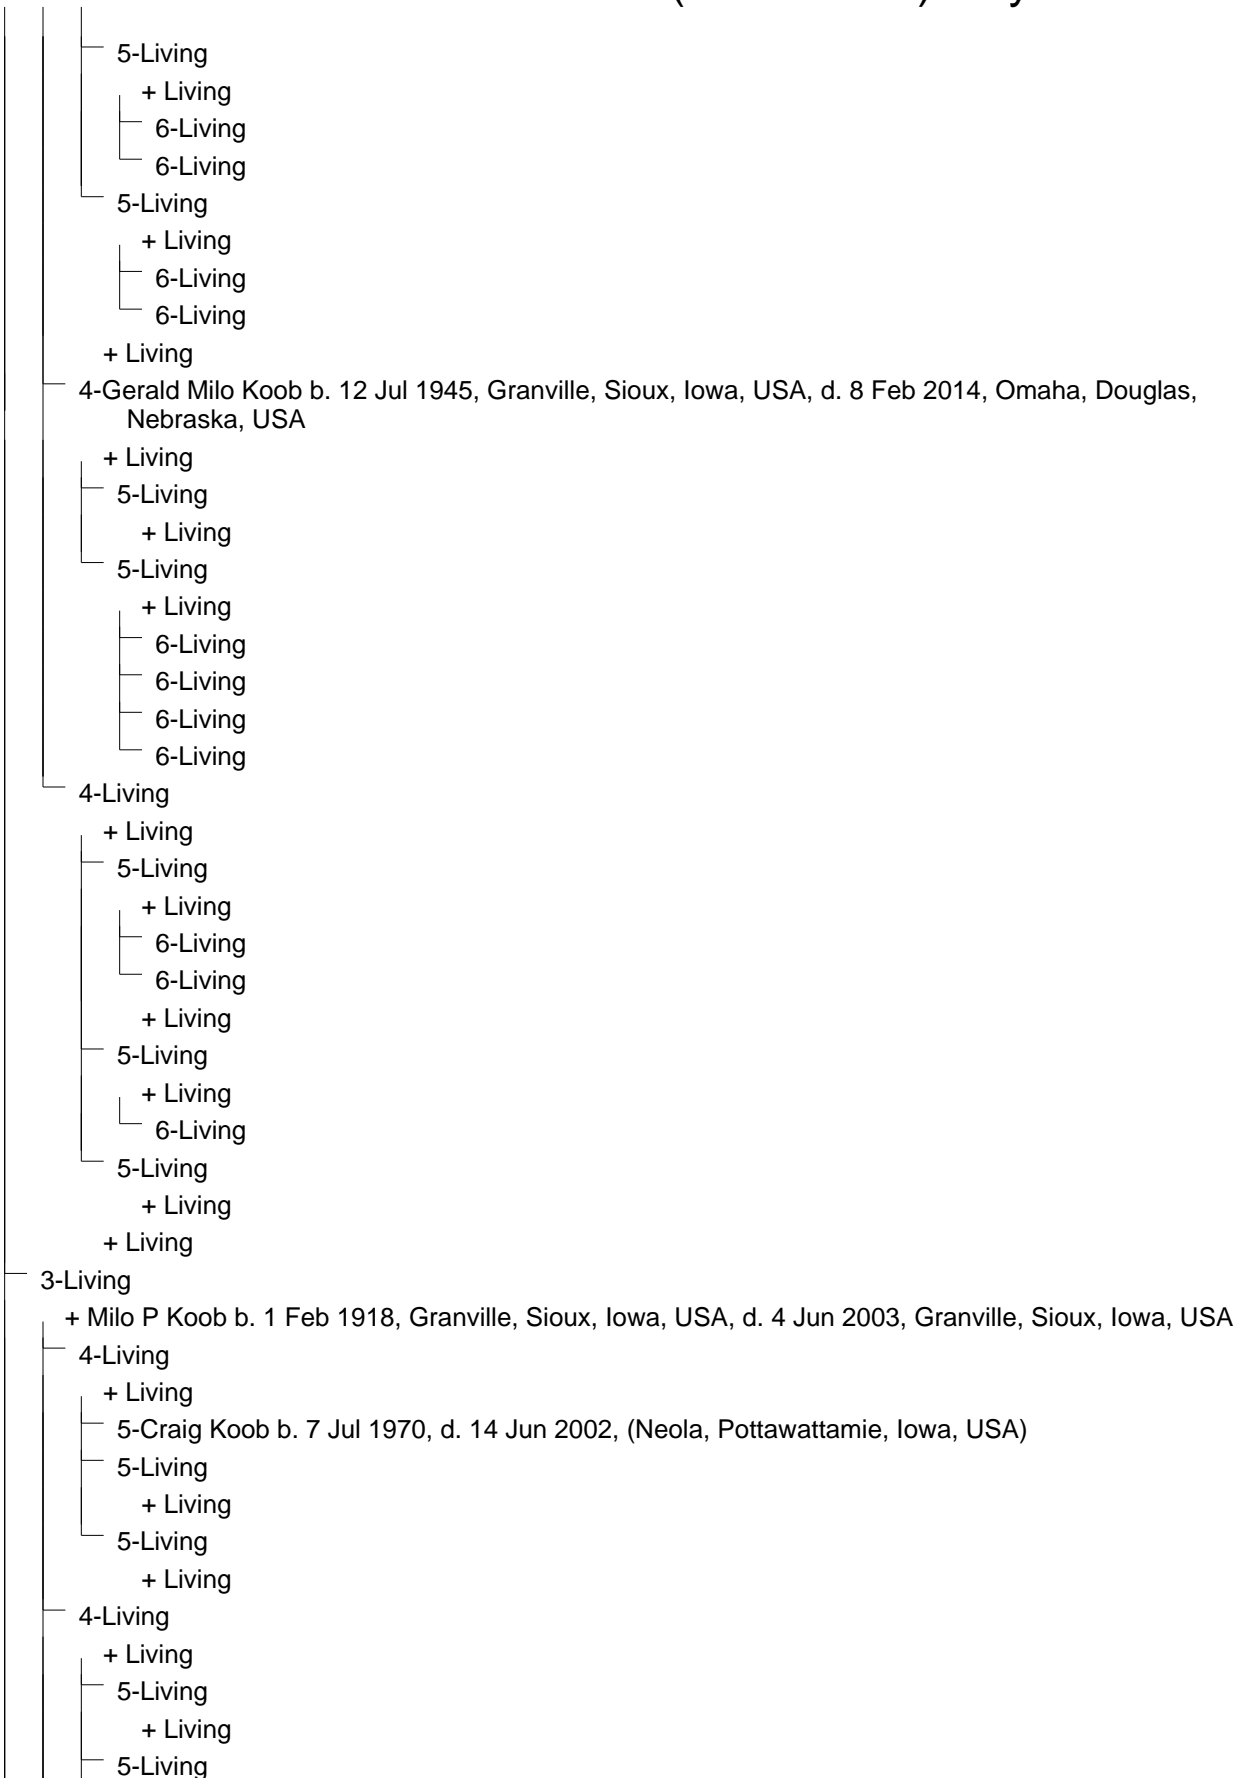 5-Living
+ Living
6-Living
6-Living
5-Living
+ Living
6-Living
6-Living
+ Living
4-Gerald Milo Koob b. 12 Jul 1945, Granville, Sioux, Iowa, USA, d. 8 Feb 2014, Omaha, Douglas,
Nebraska, USA
+ Living
5-Living
+ Living
5-Living
+ Living
6-Living
6-Living
6-Living
6-Living
4-Living
+ Living
5-Living
+ Living
6-Living
6-Living
+ Living
5-Living
+ Living
6-Living
5-Living
+ Living
+ Living
3-Living
+ Milo P Koob b. 1 Feb 1918, Granville, Sioux, Iowa, USA, d. 4 Jun 2003, Granville, Sioux, Iowa, USA
4-Living
+ Living
5-Craig Koob b. 7 Jul 1970, d. 14 Jun 2002, (Neola, Pottawattamie, Iowa, USA)
5-Living
+ Living
5-Living
+ Living
4-Living
+ Living
5-Living
+ Living
5-Living